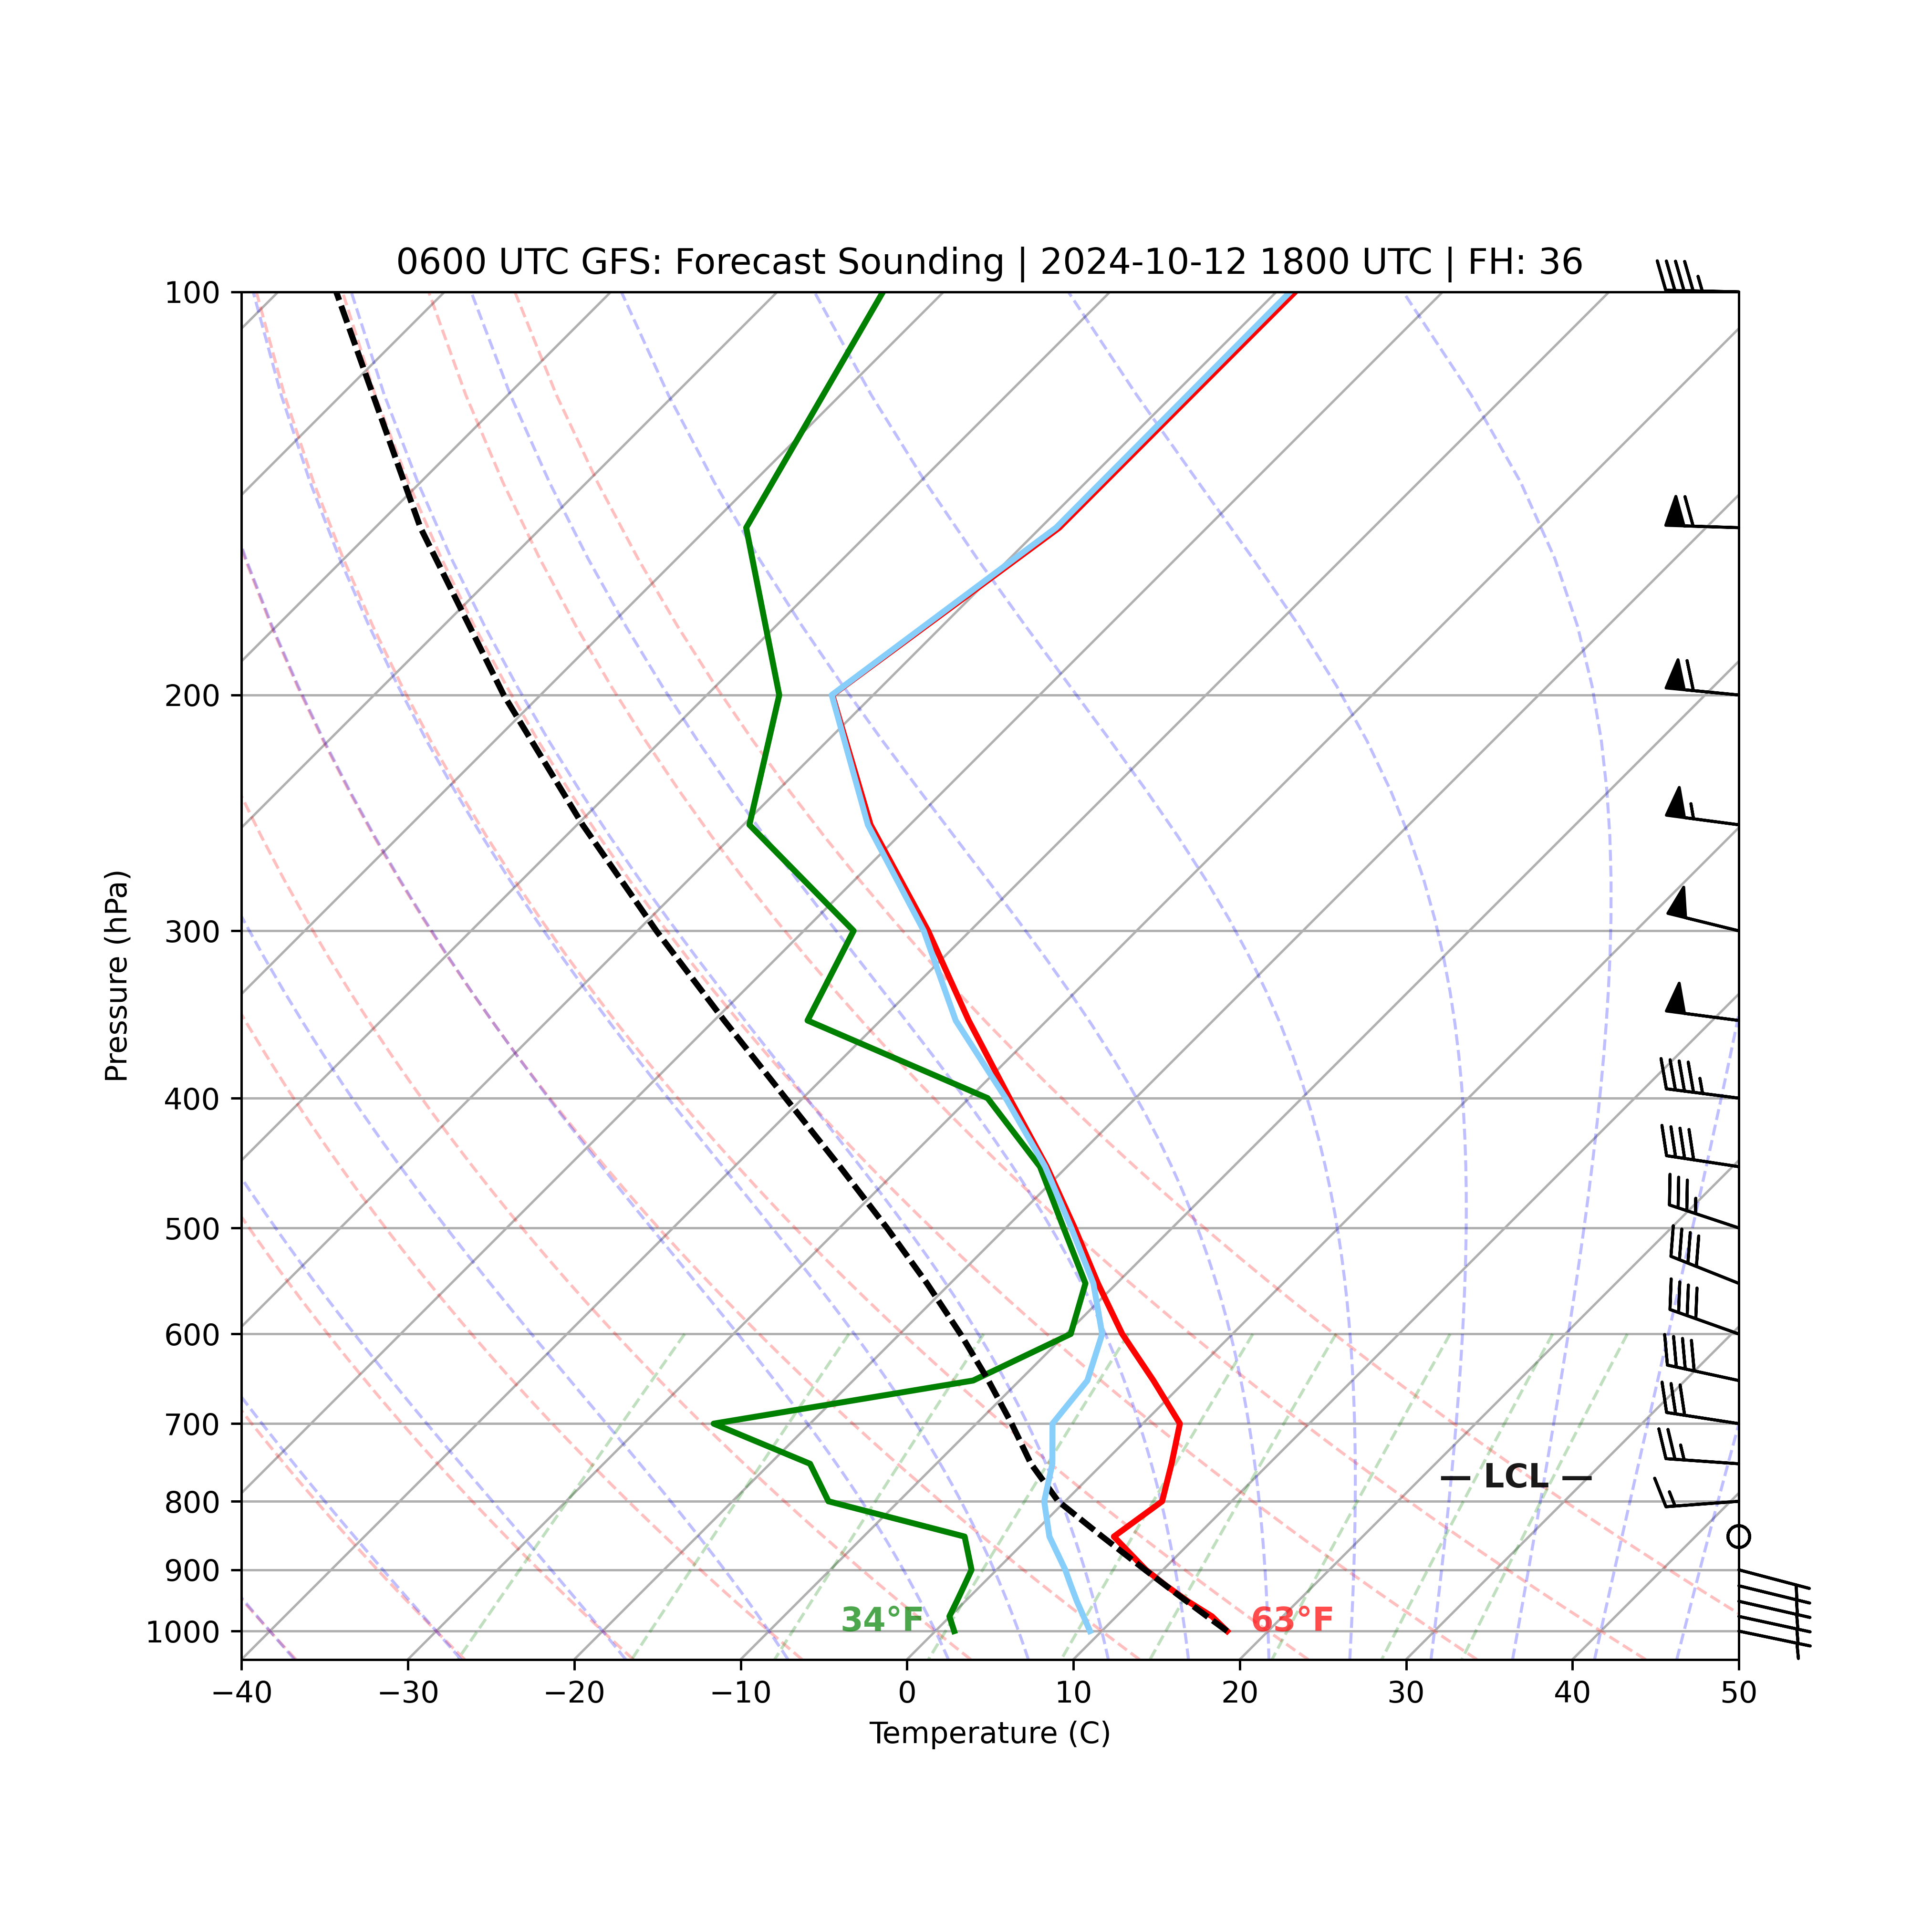 0600 UTC GFS: Forecast Sounding | 2024-10-12 1800 UTC | FH: 36
100
200
300
400
500
600
700
800
900
1000
Pressure (hPa)
— LCL —
34°F
63°F
−40 −30 −20 −10 0 10 20 30 40 50
Temperature (C)